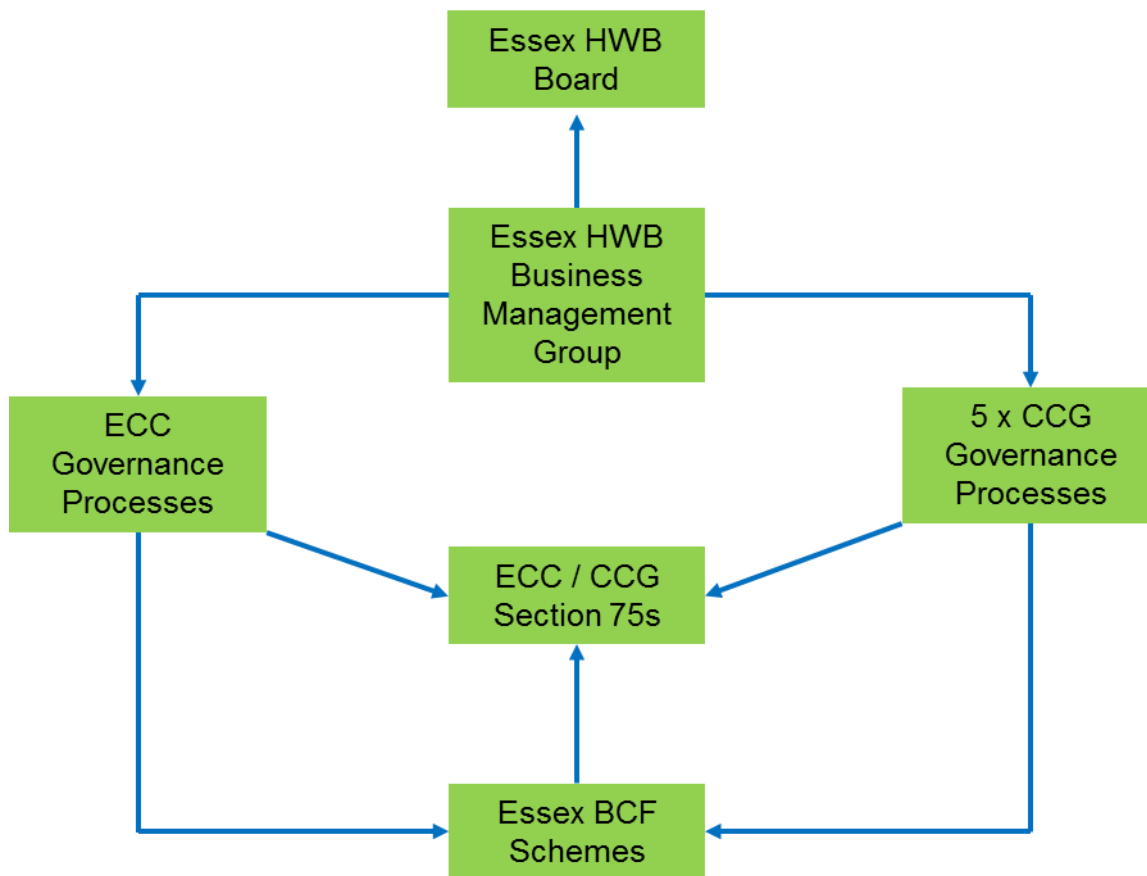 Essex HWB
Board
Essex HWB
Business
Management
Group
ECC
Governance
Processes
5 x CCG
Governance
Processes
ECC / CCG
Section 75s
Essex BCF
Schemes